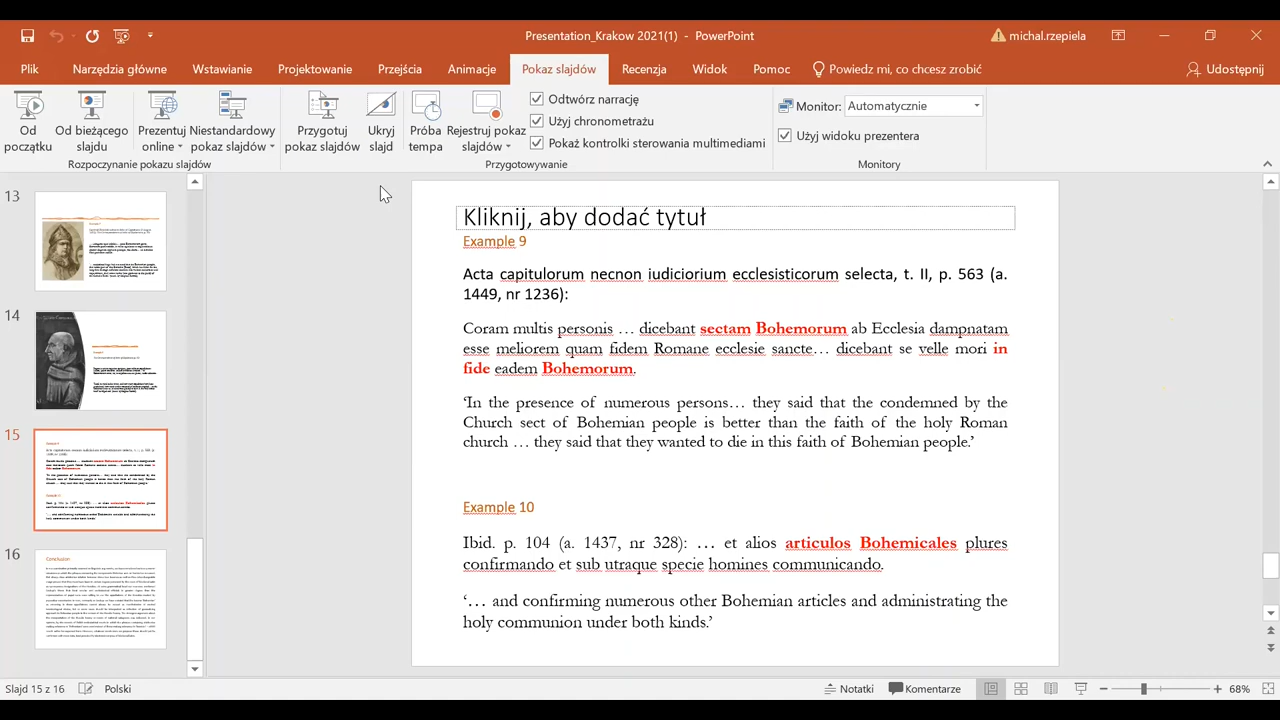 Presentation_Krakow 2021(1) - PowerPoint
michal.rzepiela
Plik Narzędzia główne Wstawianie Projektowanie Przejścia Animacje Pokaz slajdów Recenzja Widok Pomoc Powiedz mi, co chcesz zrobić Udostępnij
Od początku
Od bieżącego slajdu
Prezentuj online
Niestandardowy pokaz slajdów
Rozpoczynanie pokazu slajdów
Przygotuj pokaz slajdów
Ukryj slajd
Próba tempa
Rejestruj pokaz slajdów
Odtwórz narrację
Użyj chronometrażu
Pokaż kontrolki sterowania multimediami
Przygotowywanie
Monitor: Automatycznie
Użyj widoku prezentera
Monitory
13
14
15
16
Conclusion
Kliknij, aby dodać tytuł
Example 9
Acta capitulorum necnon iudiciorium ecclesisticorum selecta, t. II, p. 563 (a.
1449, nr 1236):
Coram multis personis … dicebant sectam Bohemorum ab Ecclesia dampnatam
esse meliorem quam fidem Romane ecclesie sancte… dicebant se velle mori in
fide eadem Bohemorum.
‘In the presence of numerous persons… they said that the condemned by the
Church sect of Bohemian people is better than the faith of the holy Roman
church … they said that they wanted to die in this faith of Bohemian people.’
Example 10
Ibid. p. 104 (a. 1437, nr 328): … et alios articulos Bohemicales plures
confirmando et sub utraque specie homines communicando.
‘… and confirming numerous other Bohemian articles and administrating the
holy communion under both kinds.’
Slajd 15 z 16 Polski Notatki Komentarze 68%